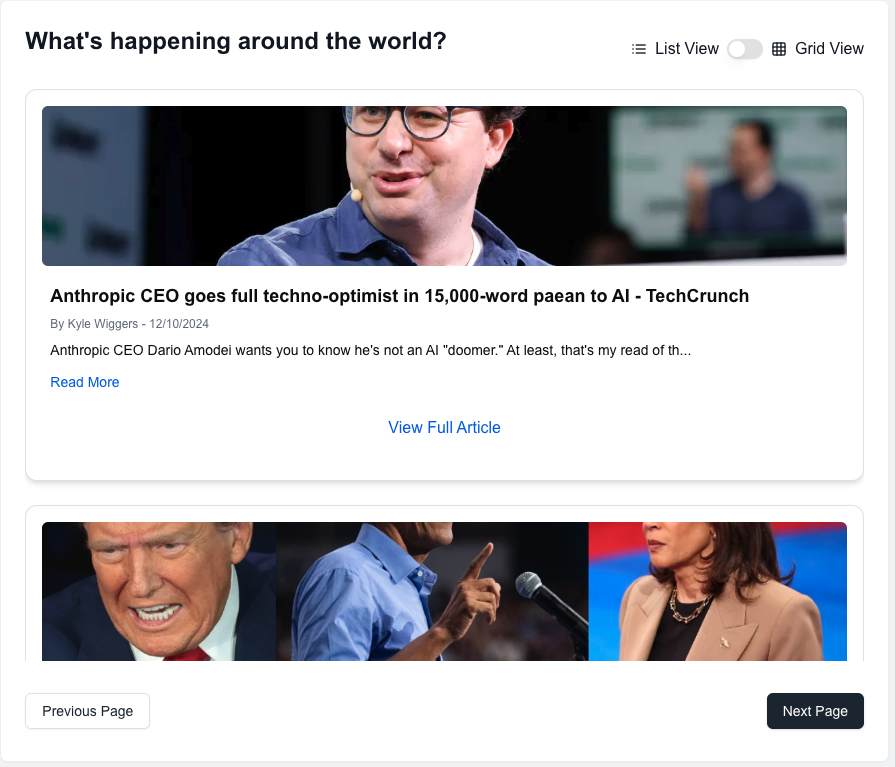 What's happening around the world?
List View
Grid View
Anthropic CEO goes full techno-optimist in 15,000-word paean to AI - TechCrunch
By Kyle Wiggers - 12/10/2024
Anthropic CEO Dario Amodei wants you to know he's not an AI "doomer." At least, that's my read of th...
Read More
View Full Article
Previous Page
Next Page